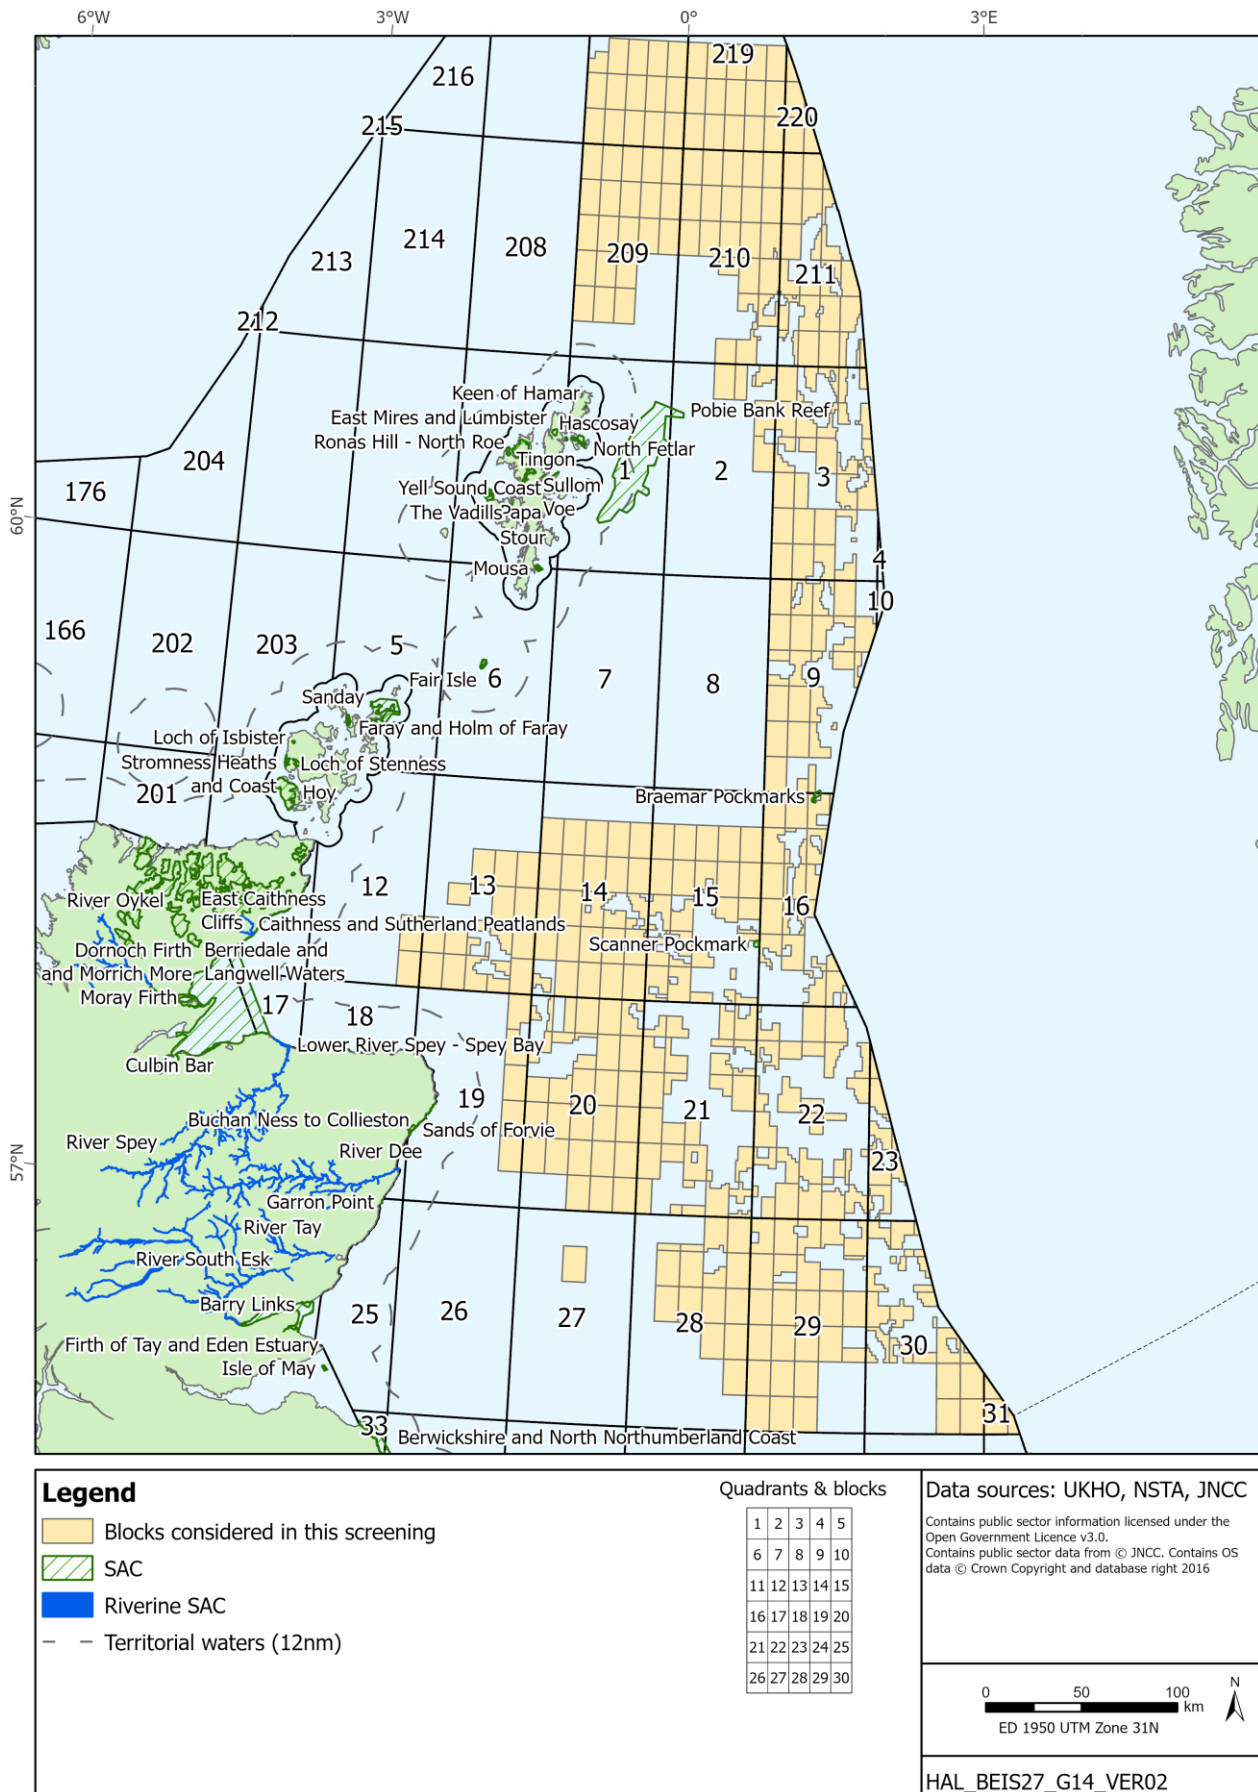 6°W
3°W
0°
3°E
219
216
220
215
214
208
209
210
213
211
212
Keen of Hamar
East Mires and Lumbister
Hascosay
Pobie Bank Reef
Ronas Hill - North Roe
North Fetlar
204
Tingon
1
2
3
176
Yell Sound Coast
Sullom
Voe
The Vadills
Papa
Stour
60°N
Mousa
4
10
166
202
203
5
Fair Isle
6
7
8
9
Sanday
Faray and Holm of Faray
Loch of Isbister
Stromness Heaths
and Coast
Loch of Stenness
Hoy
201
Braemar Pockmarks
12
13
14
15
16
River Oykel
East Caithness
Cliffs
Caithness and Sutherland Peatlands
Scanner Pockmark
Dornoch Firth
and Morrich More
Berriedale and
Langwell Waters
Moray Firth
17
18
Lower River Spey - Spey Bay
Culbin Bar
19
20
21
22
Buchan Ness to Collieston
Sands of Forvie
River Spey
River Dee
57°N
23
Garron Point
River Tay
River South Esk
Barry Links
25
26
27
28
29
30
Firth of Tay and Eden Estuary
Isle of May
31
33
Berwickshire and North Northumberland Coast
Legend
Blocks considered in this screening
SAC
Riverine SAC
Territorial waters (12nm)
Quadrants & blocks
1 2 3 4 5
6 7 8 9 10
11 12 13 14 15
16 17 18 19 20
21 22 23 24 25
26 27 28 29 30
Data sources: UKHO, NSTA, JNCC
Contains public sector information licensed under the
Open Government Licence v3.0.
Contains public sector data from © JNCC. Contains OS
data © Crown Copyright and database right 2016
0 50 100
km
N
ED 1950 UTM Zone 31N
HAL_BEIS27_G14_VER02